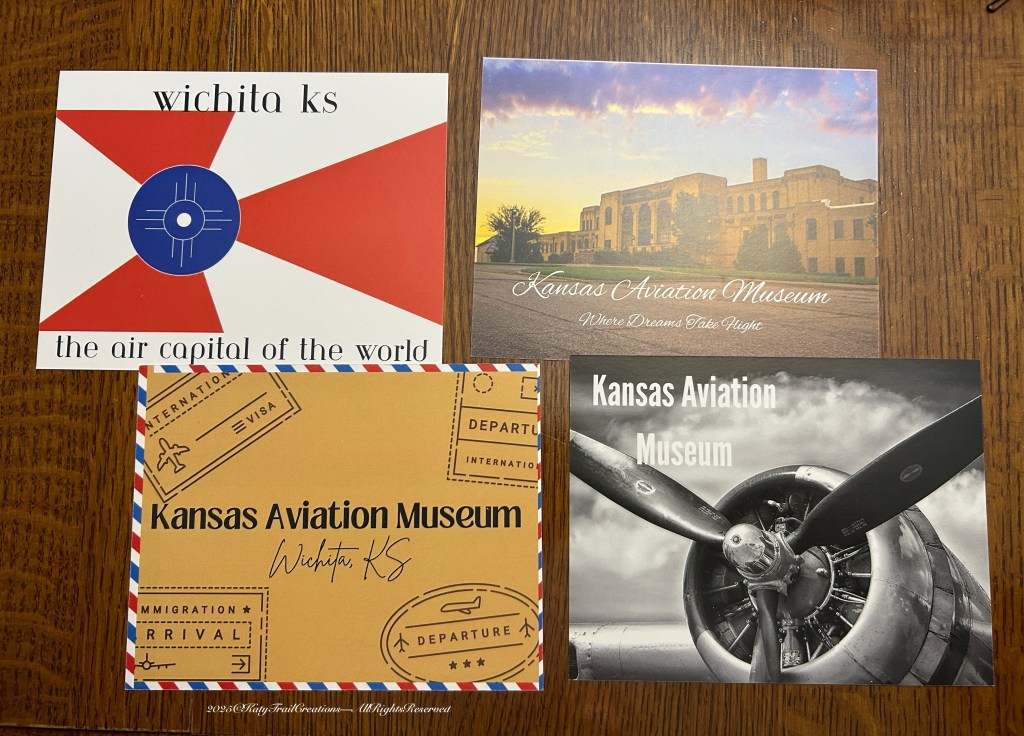 wichita ks
the air capital of the world
Kansas Aviation Museum
Where Dreams Take Flight
INTERNATION
VISA
DEPARTU
INTERNATIO
Kansas Aviation Museum
Wichita, KS
MMIGRATION
RRIVAL
DEPARTURE
Kansas Aviation
Museum
2025@KatyTrailCreations— AllRightsReserved